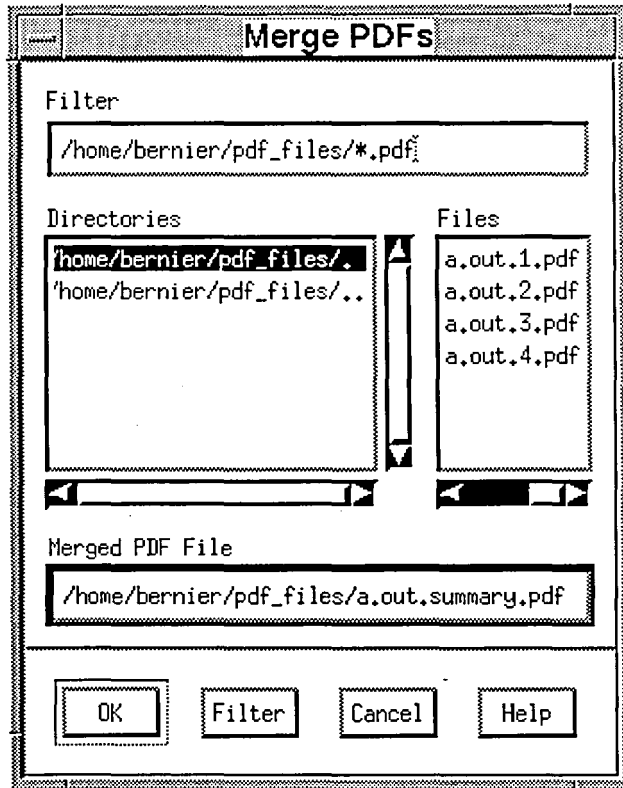 Merge PDFs
Filter
/home/bernier/pdf_files/*.pdf
Directories
/home/bernier/pdf_files/.
/home/bernier/pdf_files/..
Files
a.out.1.pdf
a.out.2.pdf
a.out.3.pdf
a.out.4.pdf
Merged PDF File
/home/bernier/pdf_files/a.out.summary.pdf
OK
Filter
Cancel
Help